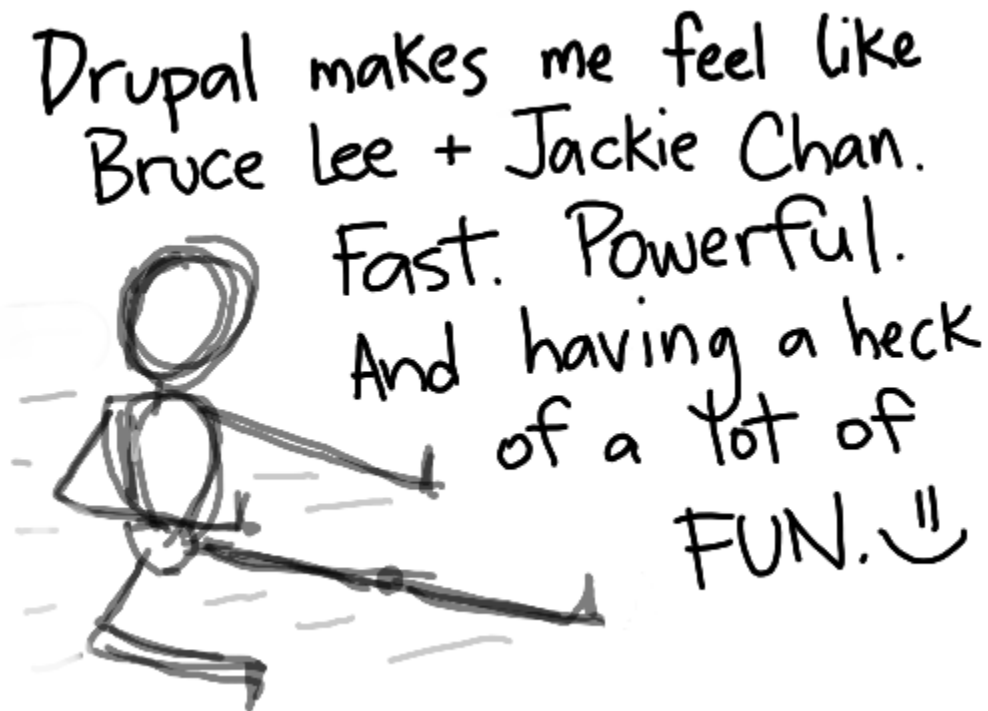 Drupal makes me feel like
Bruce Lee + Jackie Chan.
Fast. Powerful.
And having a heck
of a lot of
FUN. =)